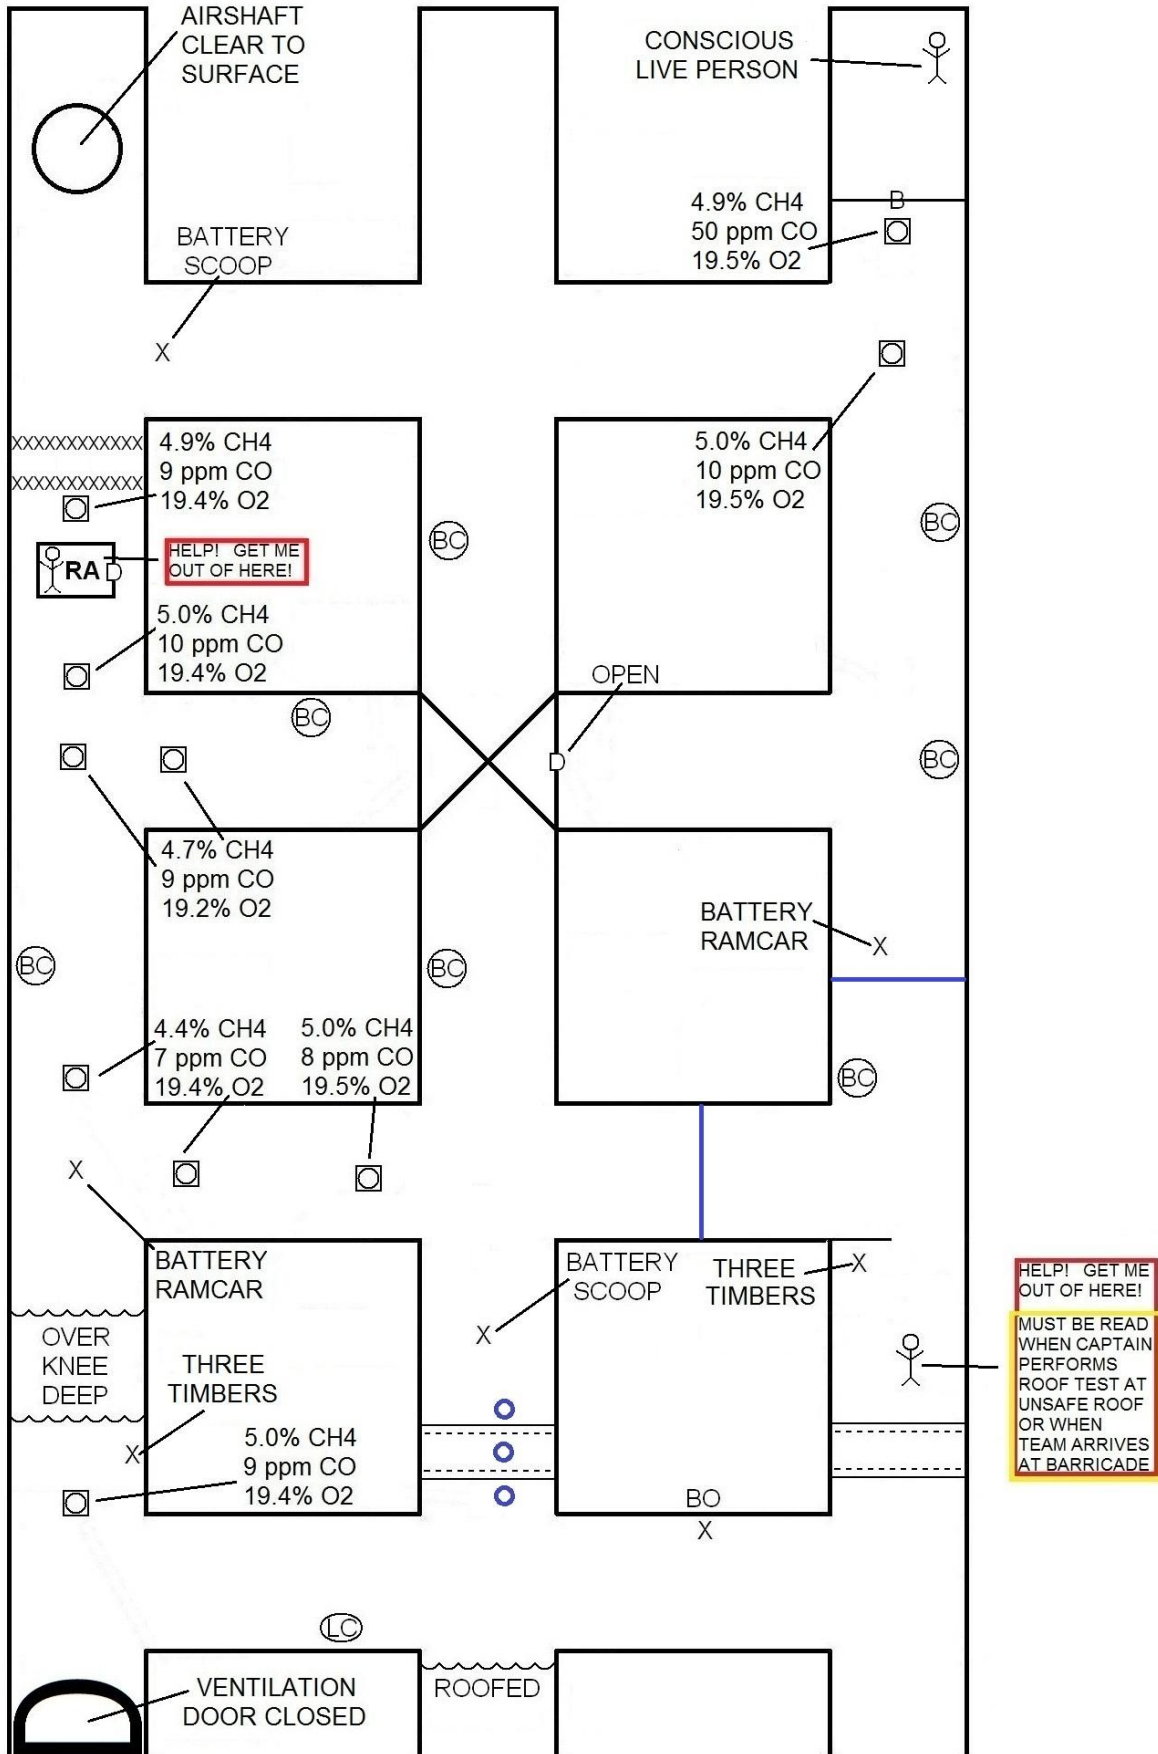 AIRSHAFT
CLEAR TO
SURFACE
CONSCIOUS
LIVE PERSON
B
4.9% CH4
50 ppm CO
19.5% O2
BATTERY
SCOOP
X
XXXXXXXXXXXX
XXXXXXXXXXXX
4.9% CH4
9 ppm CO
19.4% O2
5.0% CH4
10 ppm CO
19.5% O2
BC
BC
HELP! GET ME
OUT OF HERE!
RA
D
5.0% CH4
10 ppm CO
19.4% O2
OPEN
BC
D
BC
4.7% CH4
9 ppm CO
19.2% O2
BATTERY
RAMCAR
X
BC
BC
4.4% CH4
7 ppm CO
19.4% O2
5.0% CH4
8 ppm CO
19.5% O2
BC
X
BATTERY
RAMCAR
BATTERY
SCOOP
X
THREE
TIMBERS
X
HELP! GET ME
OUT OF HERE!
MUST BE READ
WHEN CAPTAIN
PERFORMS
ROOF TEST AT
UNSAFE ROOF
OR WHEN
TEAM ARRIVES
AT BARRICADE
OVER
KNEE
DEEP
THREE
TIMBERS
X
5.0% CH4
9 ppm CO
19.4% O2
BO
X
LC
VENTILATION
DOOR CLOSED
ROOFED